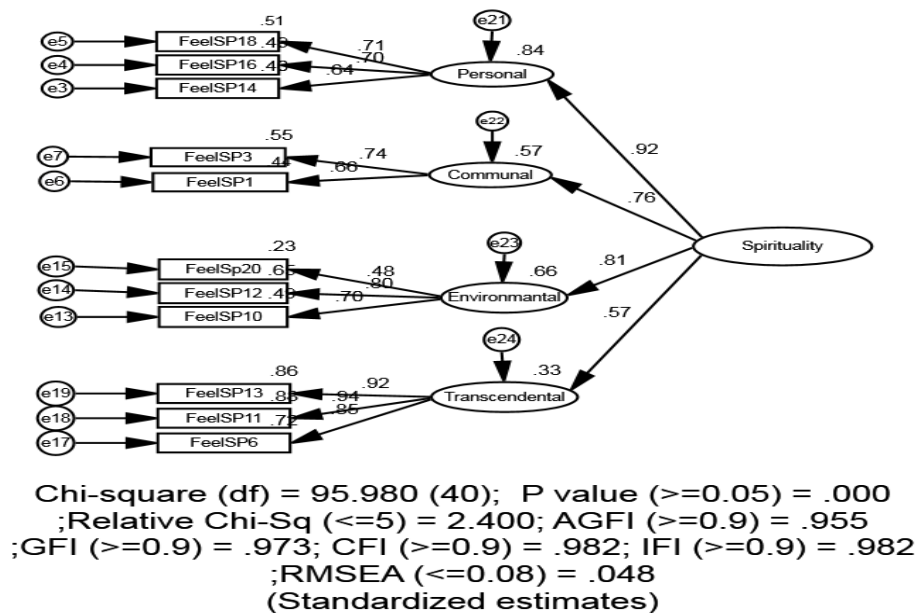 .51
e21
.84
e5
FeelSP18
.71
e4
FeelSP16
.70
Personal
e3
FeelSP14
.64
.92
e22
.55
.57
e7
FeelSP3
.74
.44
.66
Communal
e6
FeelSP1
.76
Spirituality
.23
e23
.66
.81
e15
FeelSp20
.48
.65
.80
e14
FeelSP12
.70
Environmantal
e13
FeelSP10
.57
e24
.33
.86
e19
FeelSP13
.92
.94
Transcendental
e18
FeelSP11
.85
.72
e17
FeelSP6
Chi-square (df) = 95.980 (40);  P value (>=0.05) = .000
;Relative Chi-Sq (<=5) = 2.400; AGFI (>=0.9) = .955
;GFI (>=0.9) = .973; CFI (>=0.9) = .982; IFI (>=0.9) = .982
;RMSEA (<=0.08) = .048
(Standardized estimates)